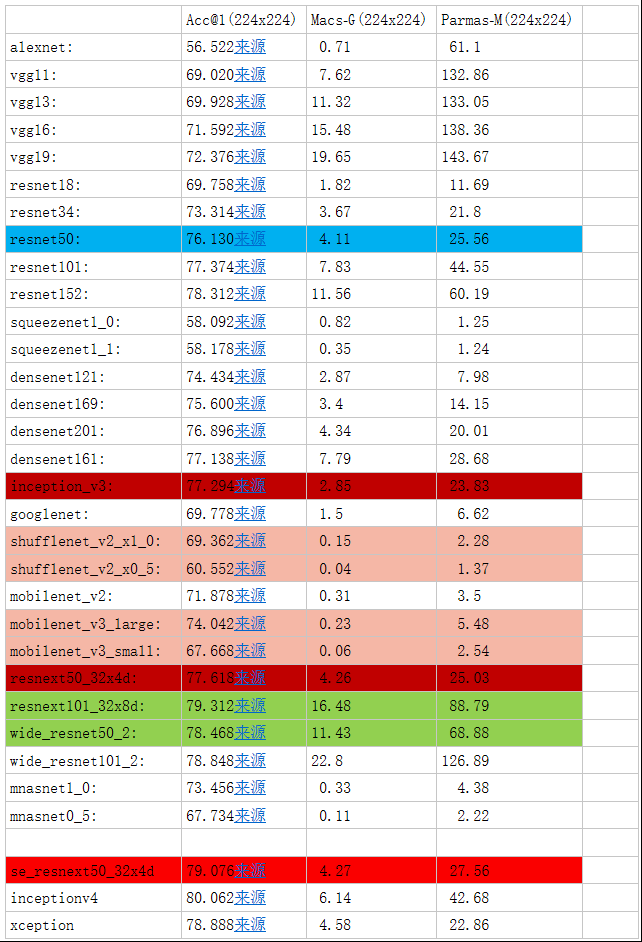 Acc@1(224x224) Macs-G(224x224) Parmas-M(224x224)
alexnet: 56.522来源 0.71 61.1
vgg11: 69.020来源 7.62 132.86
vgg13: 69.928来源 11.32 133.05
vgg16: 71.592来源 15.48 138.36
vgg19: 72.376来源 19.65 143.67
resnet18: 69.758来源 1.82 11.69
resnet34: 73.314来源 3.67 21.8
resnet50: 76.130来源 4.11 25.56
resnet101: 77.374来源 7.83 44.55
resnet152: 78.312来源 11.56 60.19
squeezenet1_0: 58.092来源 0.82 1.25
squeezenet1_1: 58.178来源 0.35 1.24
densenet121: 74.434来源 2.87 7.98
densenet169: 75.600来源 3.4 14.15
densenet201: 76.896来源 4.34 20.01
densenet161: 77.138来源 7.79 28.68
inception_v3: 77.294来源 2.85 23.83
googlenet: 69.778来源 1.5 6.62
shufflenet_v2_x1_0: 69.362来源 0.15 2.28
shufflenet_v2_x0_5: 60.552来源 0.04 1.37
mobilenet_v2: 71.878来源 0.31 3.5
mobilenet_v3_large: 74.042来源 0.23 5.48
mobilenet_v3_small: 67.668来源 0.06 2.54
resnext50_32x4d: 77.618来源 4.26 25.03
resnext101_32x8d: 79.312来源 16.48 88.79
wide_resnet50_2: 78.468来源 11.43 68.88
wide_resnet101_2: 78.848来源 22.8 126.89
mnasnet1_0: 73.456来源 0.33 4.38
mnasnet0_5: 67.734来源 0.11 2.22
se_resnext50_32x4d 79.076来源 4.27 27.56
inceptionv4 80.062来源 6.14 42.68
xception 78.888来源 4.58 22.86